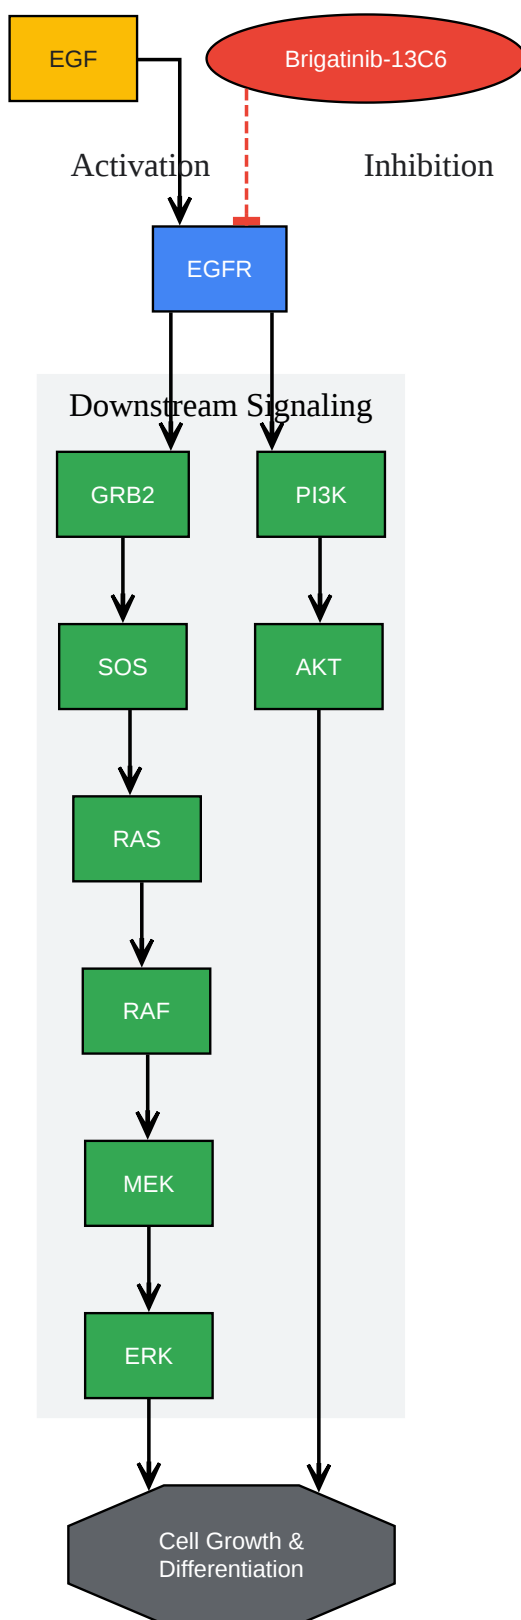 EGF
Brigatinib-13C6
Activation
Inhibition
EGFR
Downstream Signaling
GRB2
PI3K
SOS
AKT
RAS
RAF
MEK
ERK
Cell Growth &
Differentiation